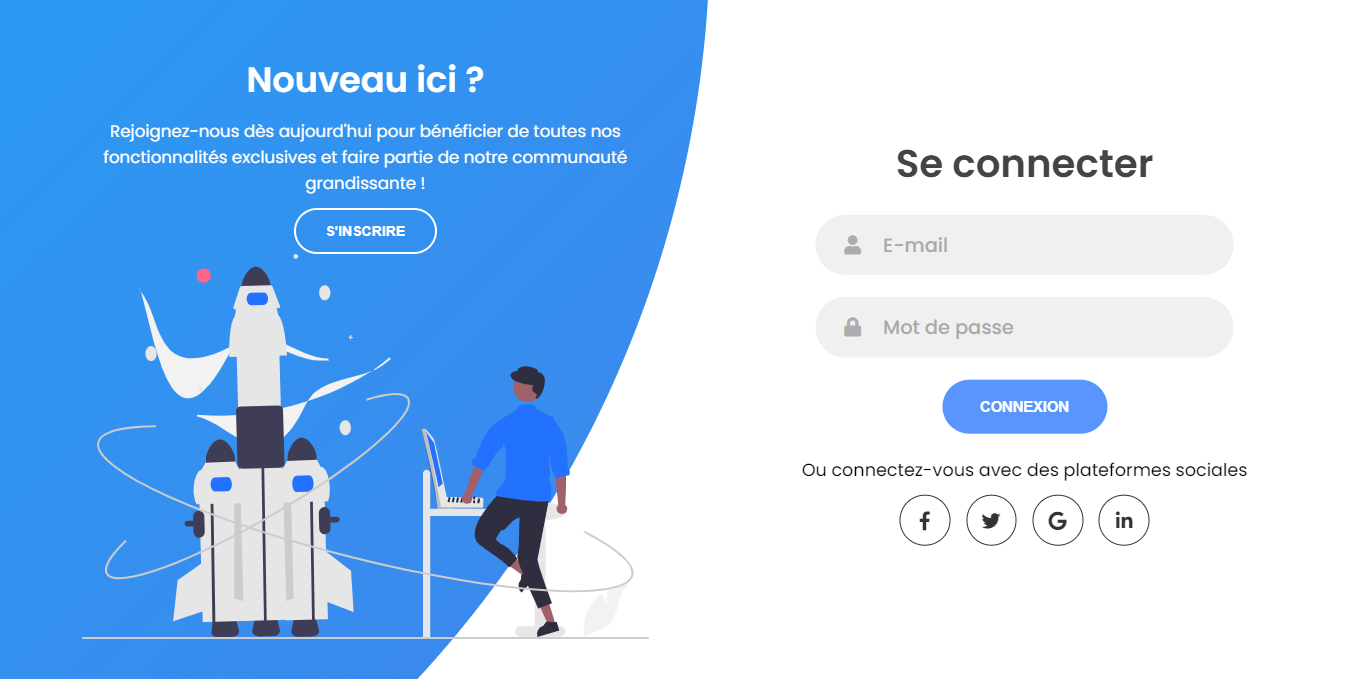 Nouveau ici ?
Rejoignez-nous dès aujourd'hui pour bénéficier de toutes nos
fonctionnalités exclusives et faire partie de notre communauté
grandissante !
S'INSCRIRE
Se connecter
E-mail
Mot de passe
CONNEXION
Ou connectez-vous avec des plateformes sociales